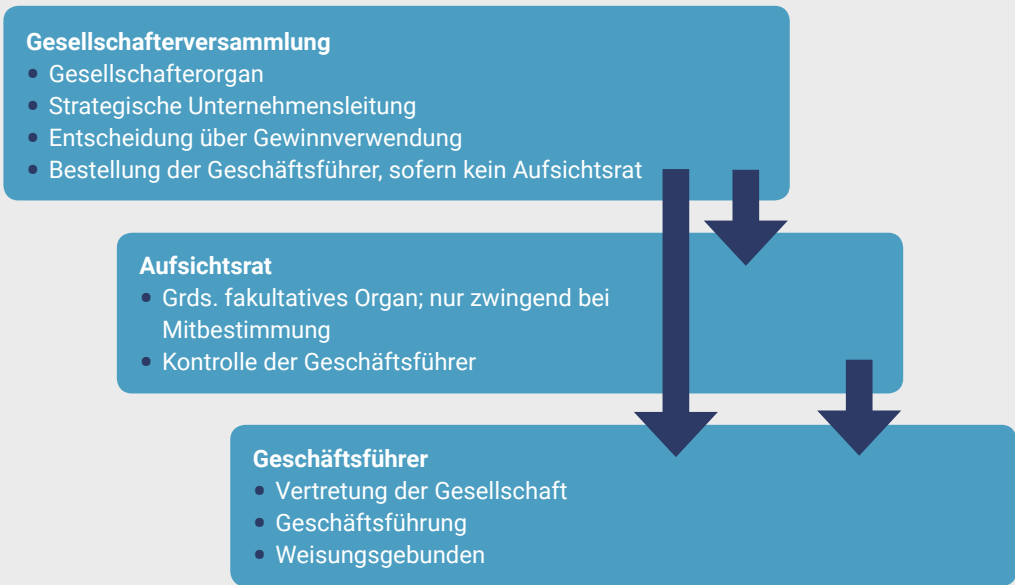 Gesellschafterversammlung
• Gesellschafterorgan
• Strategische Unternehmensleitung
• Entscheidung über Gewinnverwendung
• Bestellung der Geschäftsführer, sofern kein Aufsichtsrat
Aufsichtsrat
• Grds. fakultatives Organ; nur zwingend bei
Mitbestimmung
• Kontrolle der Geschäftsführer
Geschäftsführer
• Vertretung der Gesellschaft
• Geschäftsführung
• Weisungsgebunden